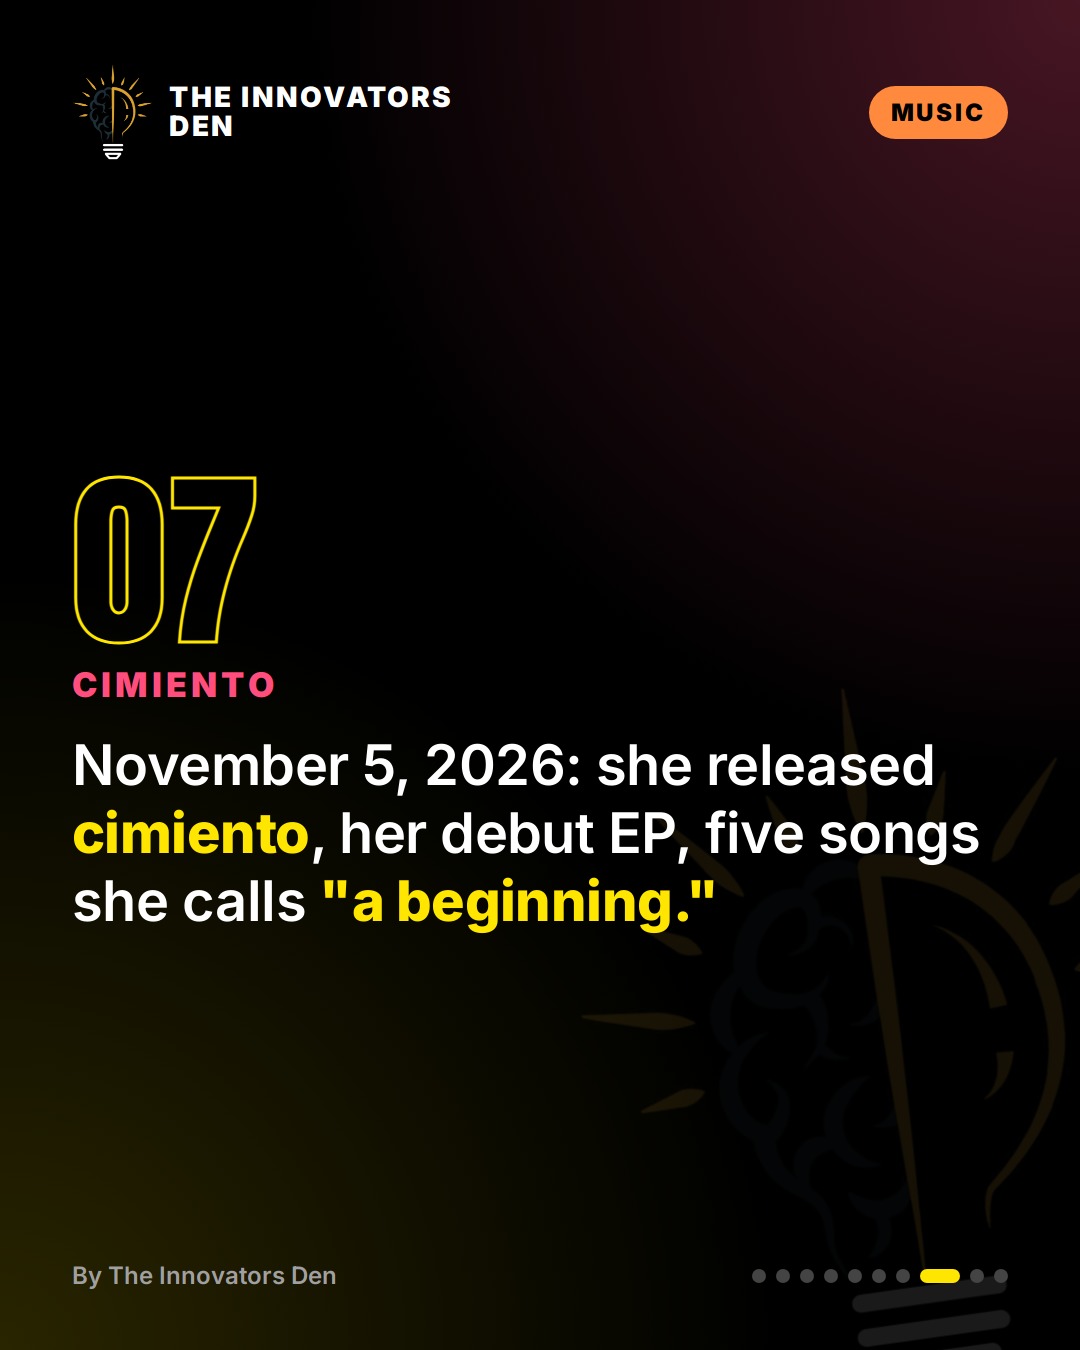 THE INNOVATORS
DEN
MUSIC
07
CIMIENTO
November 5, 2026: she released
cimiento, her debut EP, five songs
she calls "a beginning."
By The Innovators Den